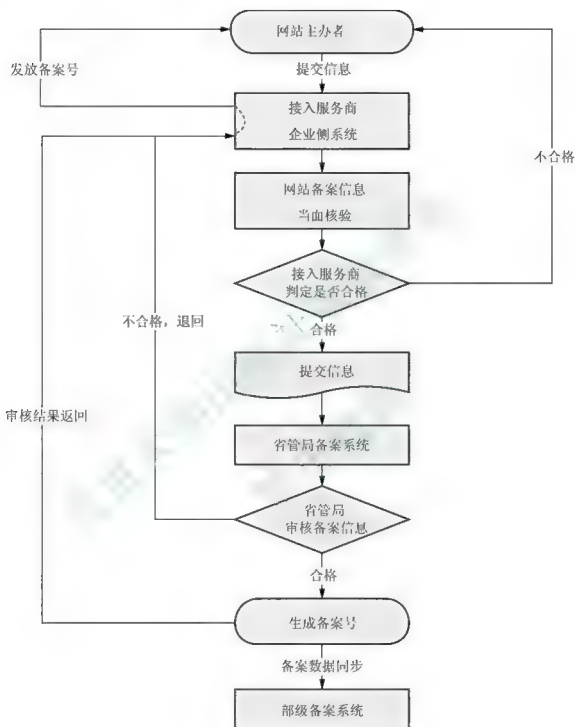 网站主办者
发放备案号
提交信息
接入服务商
企业侧系统
不合格
网站备案信息
当面核验
接入服务商
判定是否合格
不合格，退回
合格
提交信息
审核结果返回
省管局备案系统
省管局
审核备案信息
合格
生成备案号
备案数据同步
部级备案系统